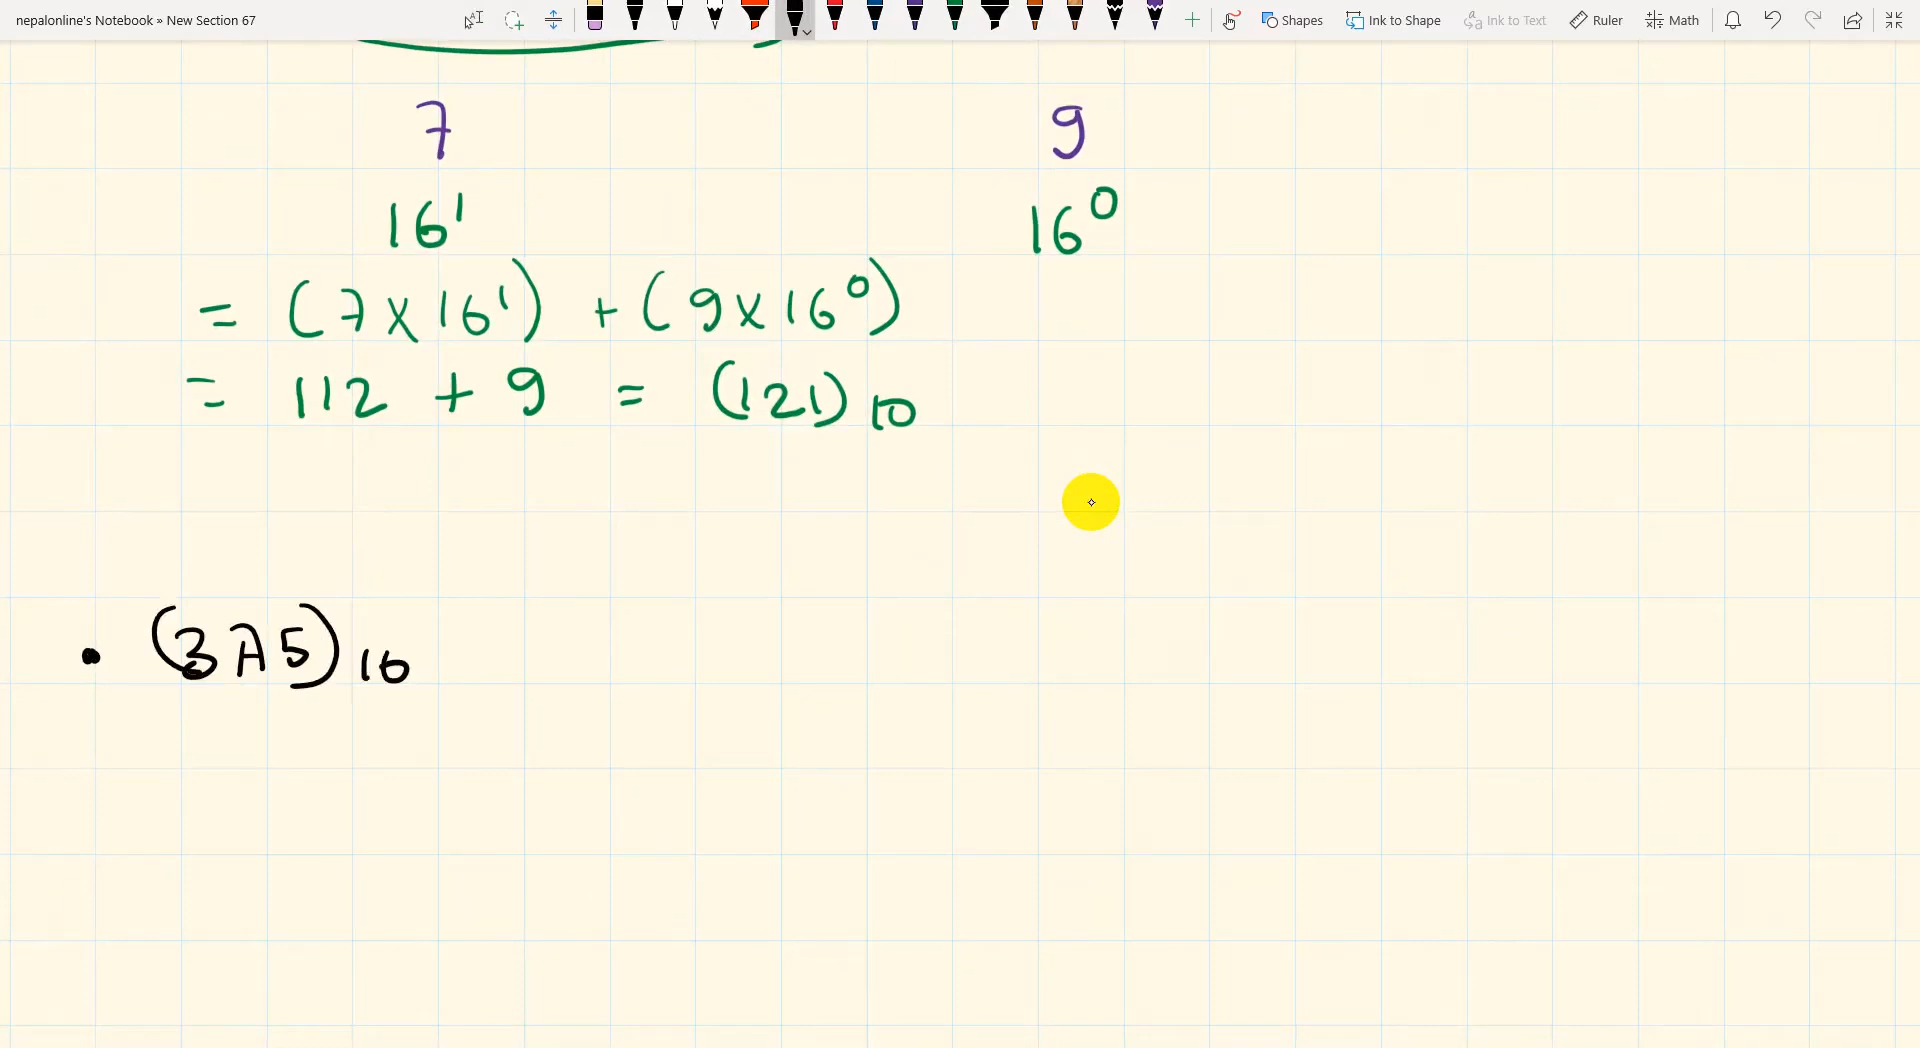 nepalonline's Notebook » New Section 67
Shapes Ink to Shape Ink to Text Ruler Math
7 9
16¹ 16⁰
= (7×16¹) + (9×16⁰)
= 112 + 9 = (121)₁₀
• (3A5)₁₆